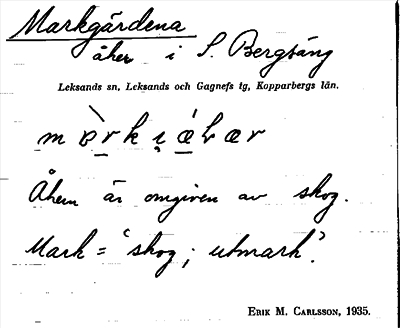 Markgårdena
åker i S. Bergsäng
Leksands sn, Leksands och Gagnefs tg, Kopparbergs län.
Åkern är omgiven av skog.
Mark = 'skog; utmark'.
ERIK M. CARLSSON, 1935.